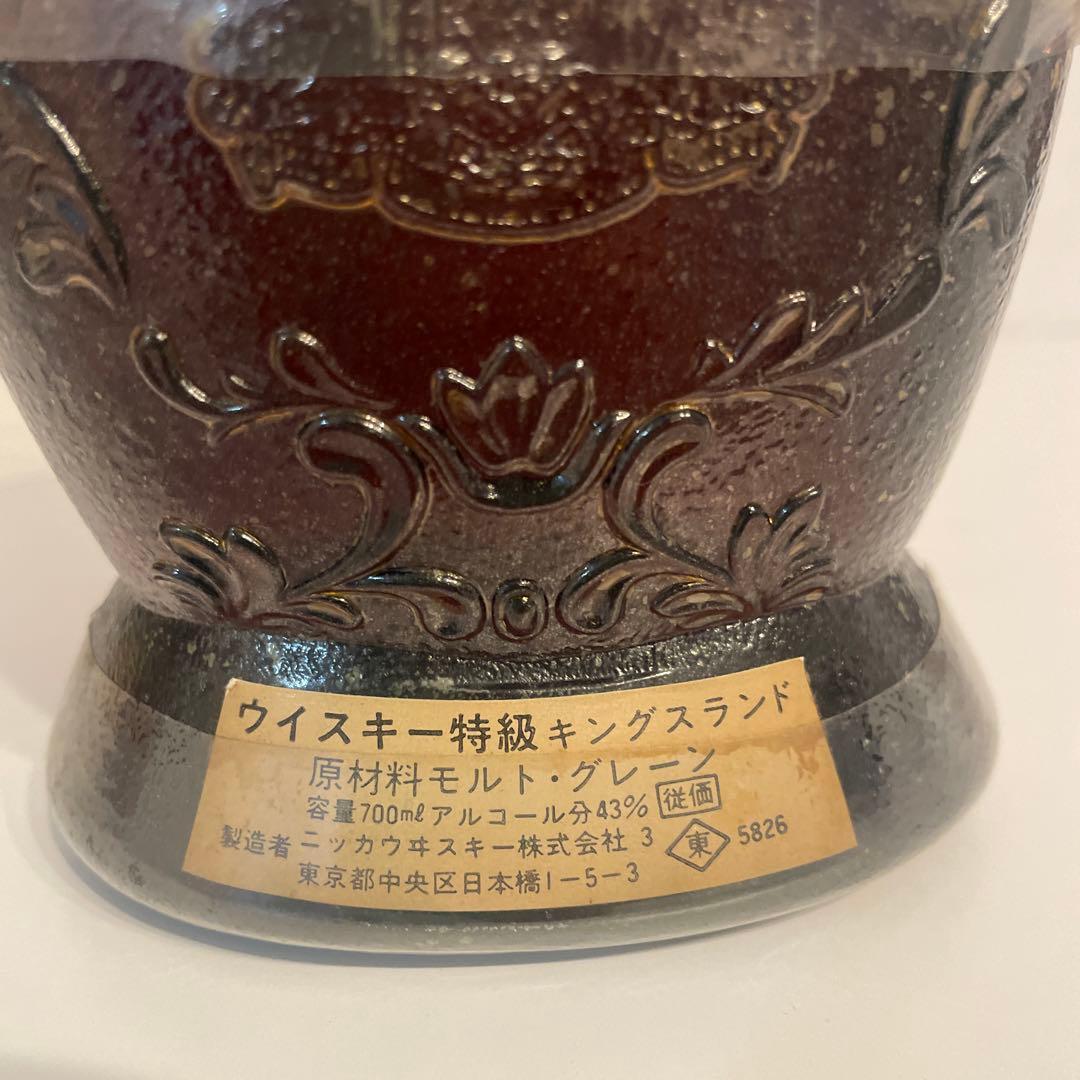 ウイスキー特級 キングスランド
原材料モルト・グレーン
容量700ml アルコール分43% 従価
製造者 ニッカウヰスキー株式会社 3 東 5826
東京都中央区日本橋1-5-3